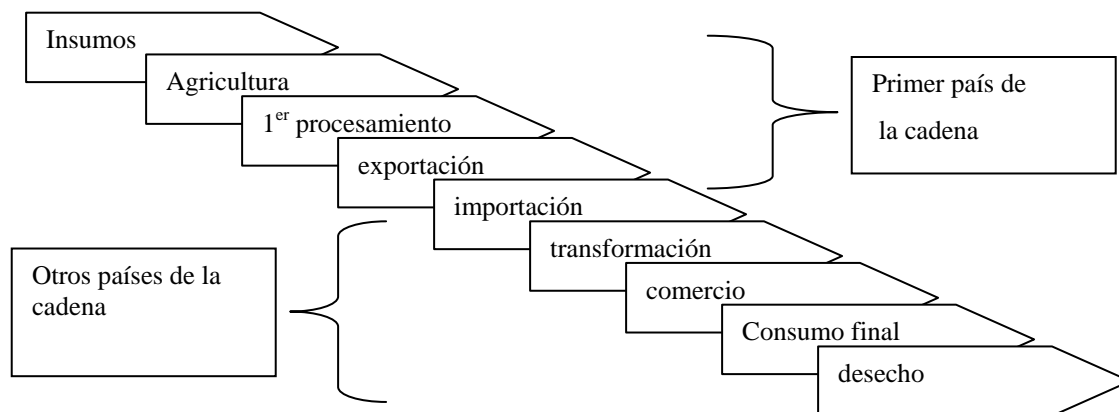 Insumos
Agricultura
1er procesamiento
exportación
importación
transformación
comercio
Consumo final
desecho
Primer país de
la cadena
Otros países de la
cadena